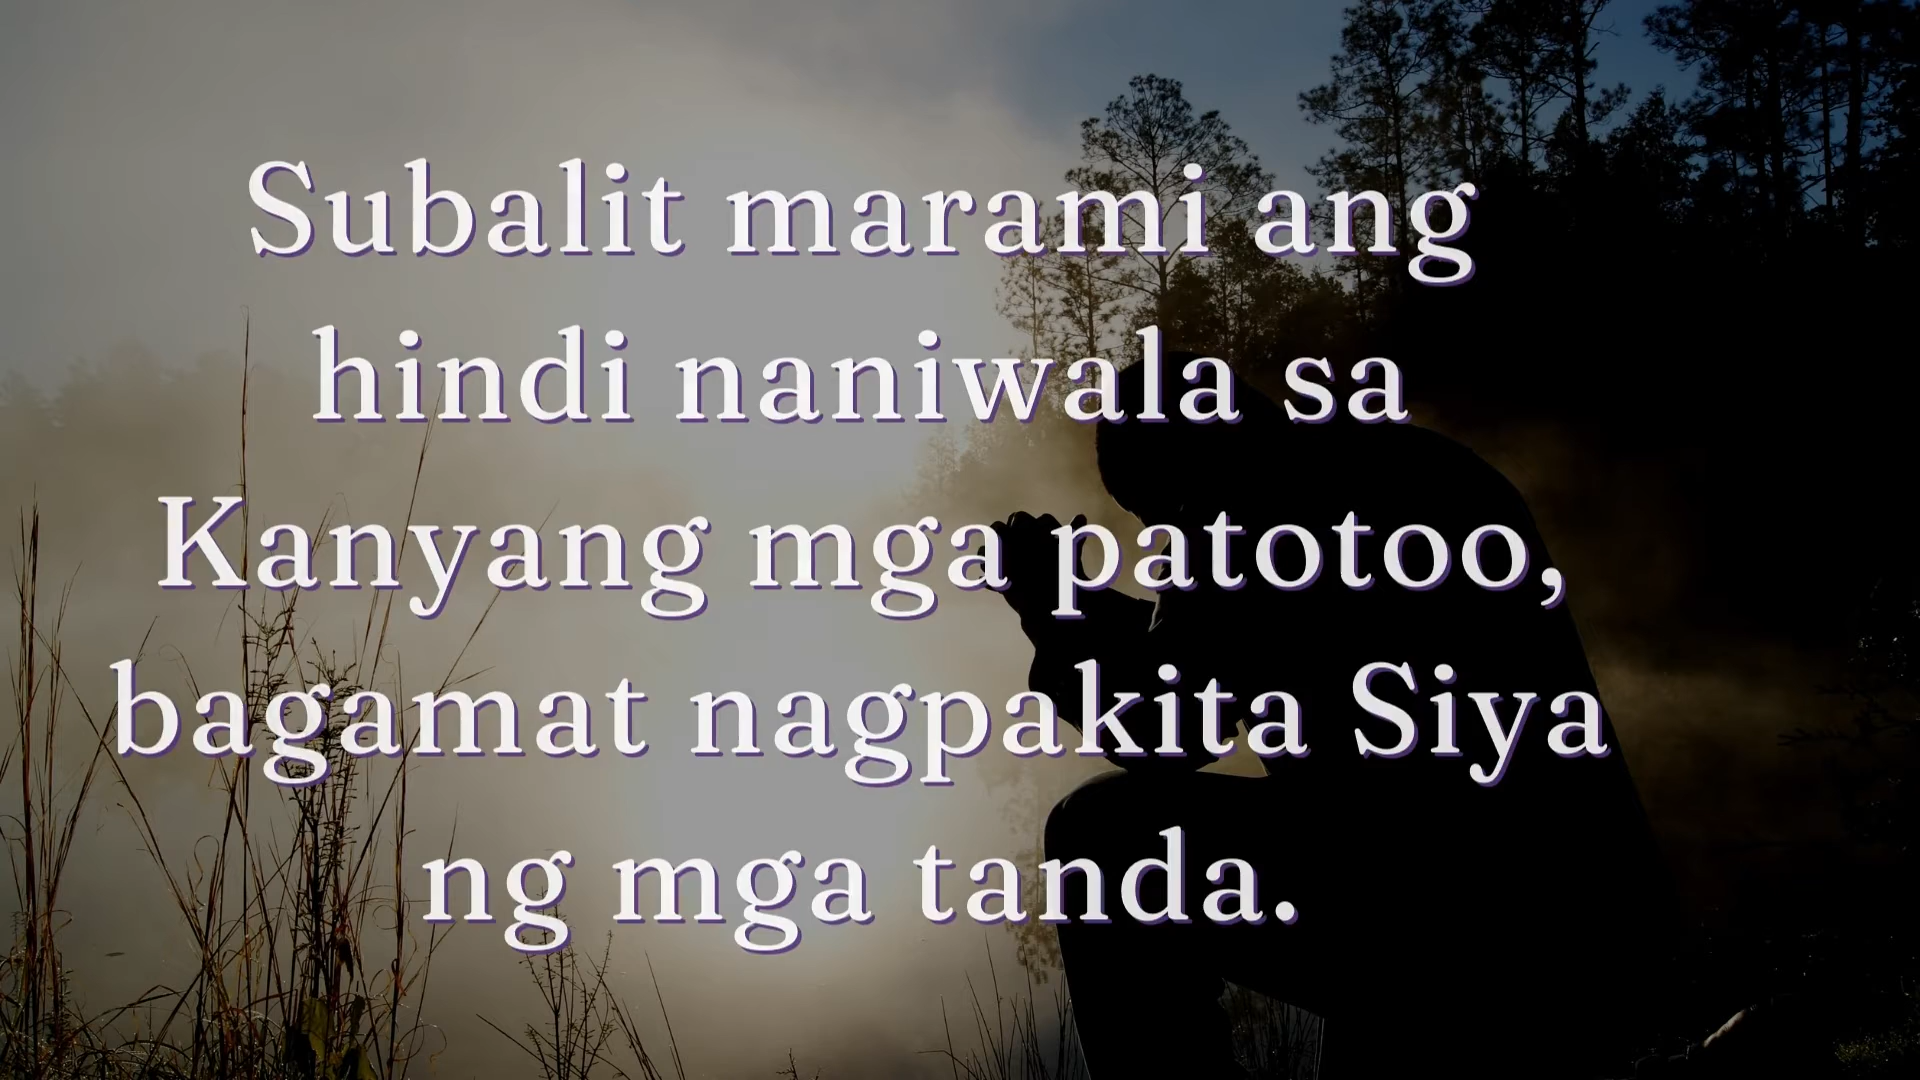 Subalit marami ang
hindi naniwala sa
Kanyang mga patotoo,
bagamat nagpakita Siya
ng mga tanda.